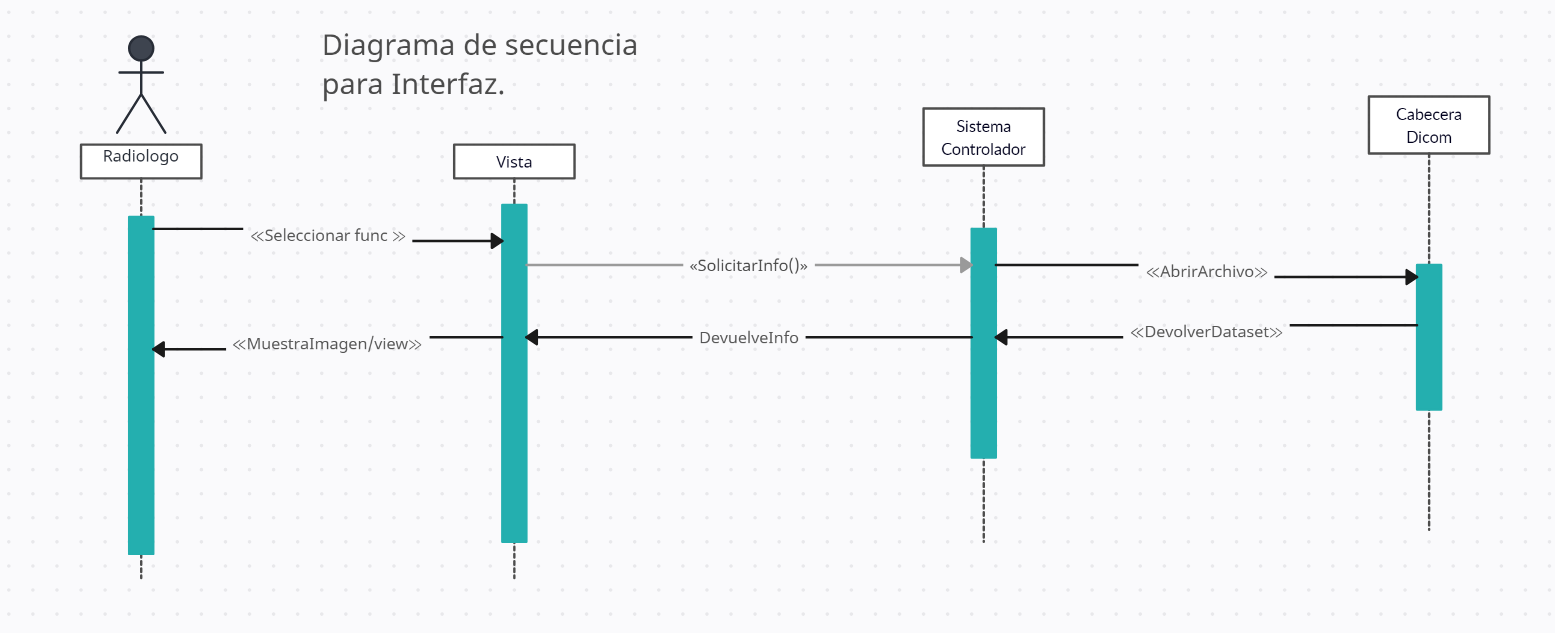 Diagrama de secuencia
para Interfaz.
Radiologo
Vista
Sistema
Controlador
Cabecera
Dicom
≪Seleccionar func ≫
«SolicitarInfo()»
≪AbrirArchivo≫
≪MuestraImagen/view≫
DevuelveInfo
≪DevolverDataset≫